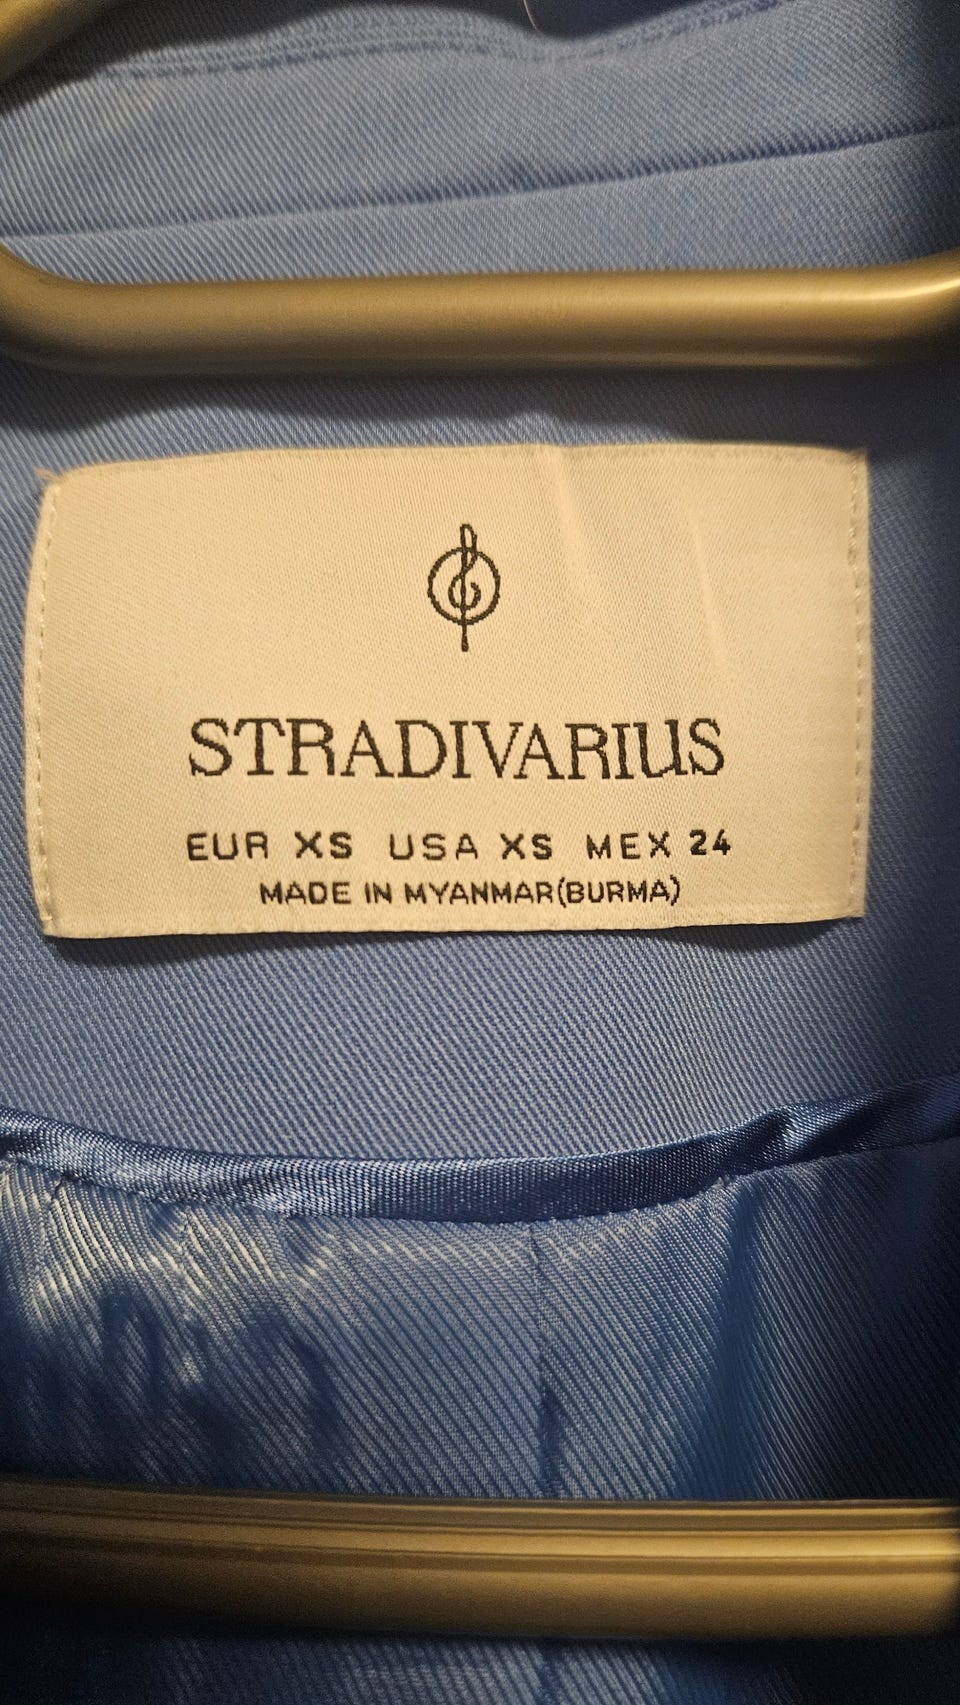 STRADIVARIUS
EUR XS USA XS MEX 24
MADE IN MYANMAR(BURMA)